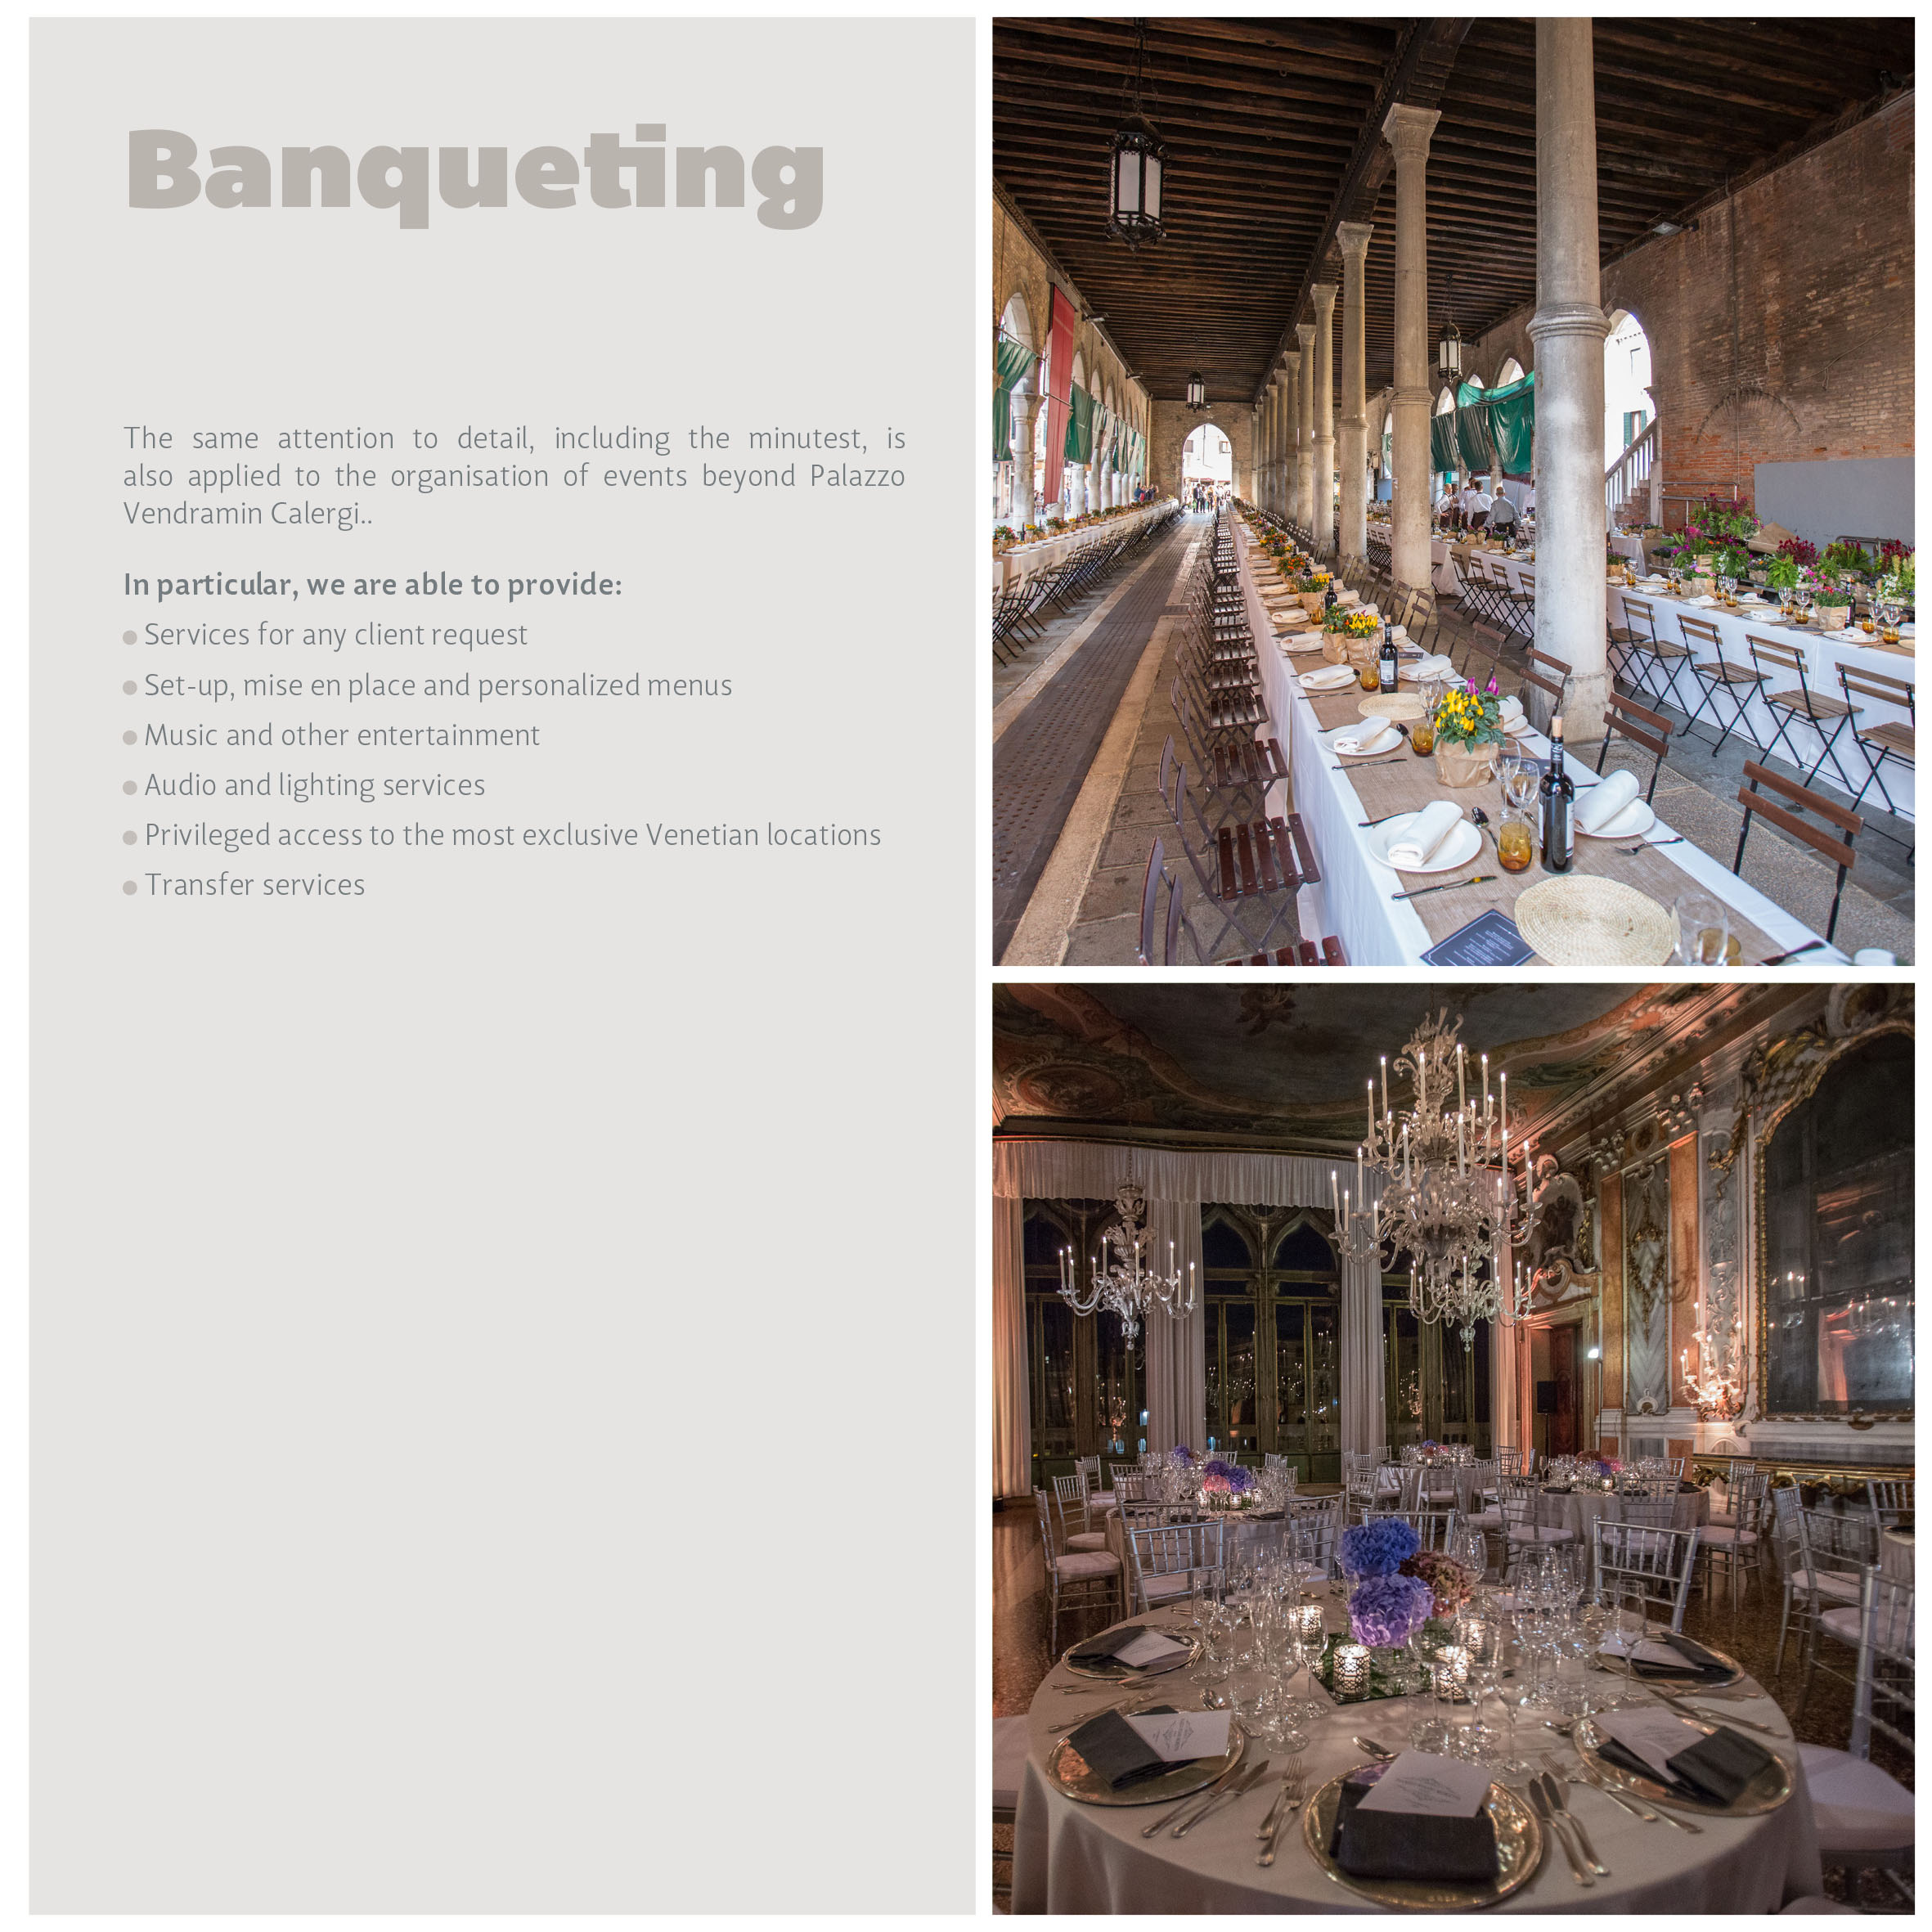 Banqueting
The same attention to detail, including the minutest, is
also applied to the organisation of events beyond Palazzo
Vendramin Calergi..
In particular, we are able to provide:
Services for any client request
Set-up, mise en place and personalized menus
Music and other entertainment
Audio and lighting services
Privileged access to the most exclusive Venetian locations
Transfer services